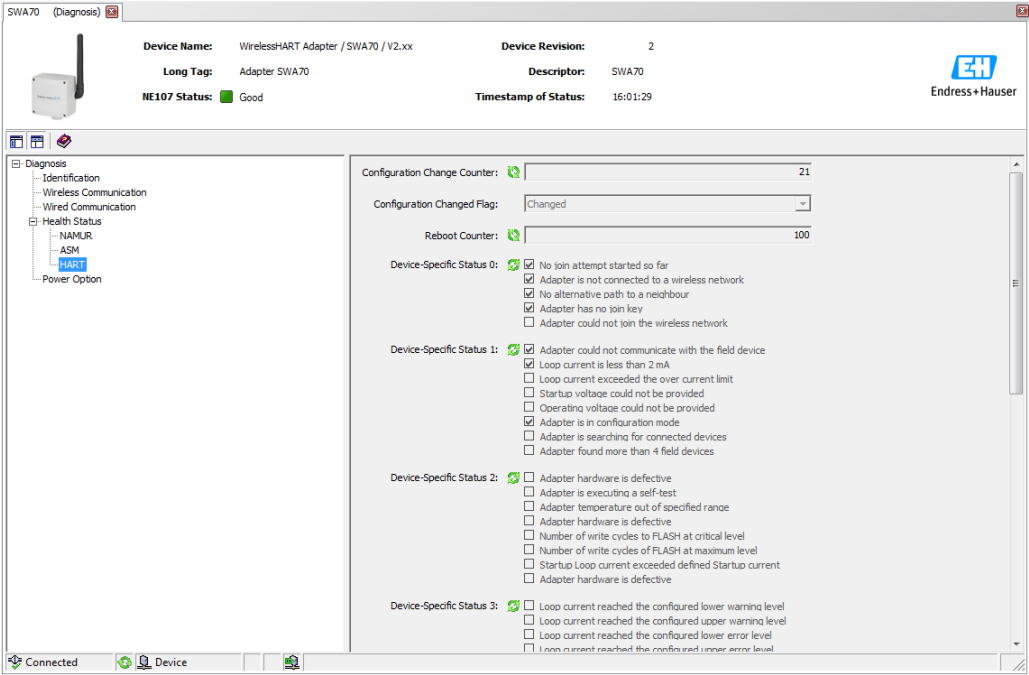 SWA70 (Diagnosis)
Device Name: WirelessHART Adapter / SWA70 / V2.xx Device Revision: 2
Long Tag: Adapter SWA70 Descriptor: SWA70
NE107 Status: Good Timestamp of Status: 16:01:29
EH
Endress+Hauser
Diagnosis
Identification
Wireless Communication
Wired Communication
Health Status
NAMUR
ASM
HART
Power Option
Configuration Change Counter: 21
Configuration Changed Flag: Changed
Reboot Counter: 100
Device-Specific Status 0: No join attempt started so far
Adapter is not connected to a wireless network
No alternative path to a neighbour
Adapter has no join key
Adapter could not join the wireless network
Device-Specific Status 1: Adapter could not communicate with the field device
Loop current is less than 2 mA
Loop current exceeded the over current limit
Startup voltage could not be provided
Operating voltage could not be provided
Adapter is in configuration mode
Adapter is searching for connected devices
Adapter found more than 4 field devices
Device-Specific Status 2: Adapter hardware is defective
Adapter is executing a self-test
Adapter temperature out of specified range
Adapter hardware is defective
Number of write cycles to FLASH at critical level
Number of write cycles of FLASH at maximum level
Startup Loop current exceeded defined Startup current
Adapter hardware is defective
Device-Specific Status 3: Loop current reached the configured lower warning level
Loop current reached the configured upper warning level
Loop current reached the configured lower error level
Loop current reached the configured upper error level
Connected Device